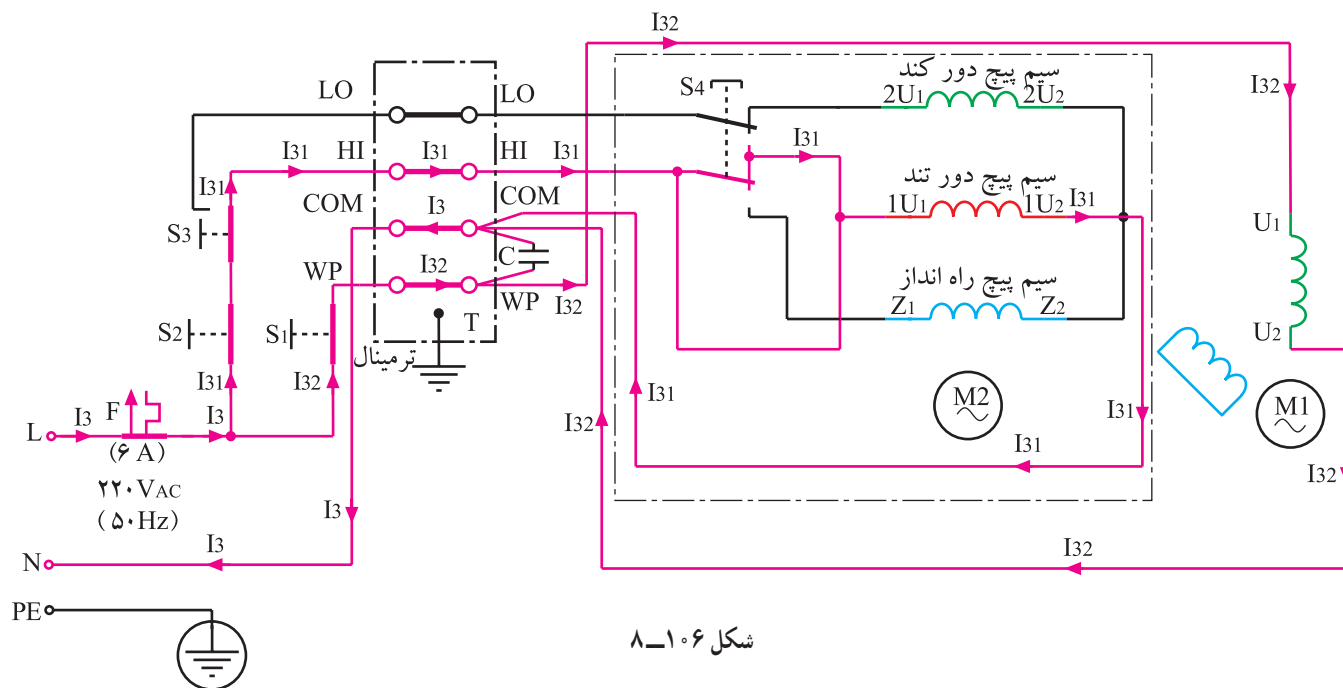 I32
LO
LO
S4
سیم پیچ دور کند
2U1
2U2
I32
I31
HI
I31
HI
I31
I31
I31
COM
I3
COM
سیم پیچ دور تند
1U1
1U2
I31
S3
U1
WP
I32
C
WP
I32
سیم پیچ راه انداز
Z1
Z2
S2
S1
T
ترمینال
U2
I31
I32
I31
M2
M1
I32
I31
L
I3
F
I3
(۶ A)
I31
I32
۲۲۰VAC
(۵۰Hz)
I3
N
I3
I32
PE
شکل ۱۰۶–۸